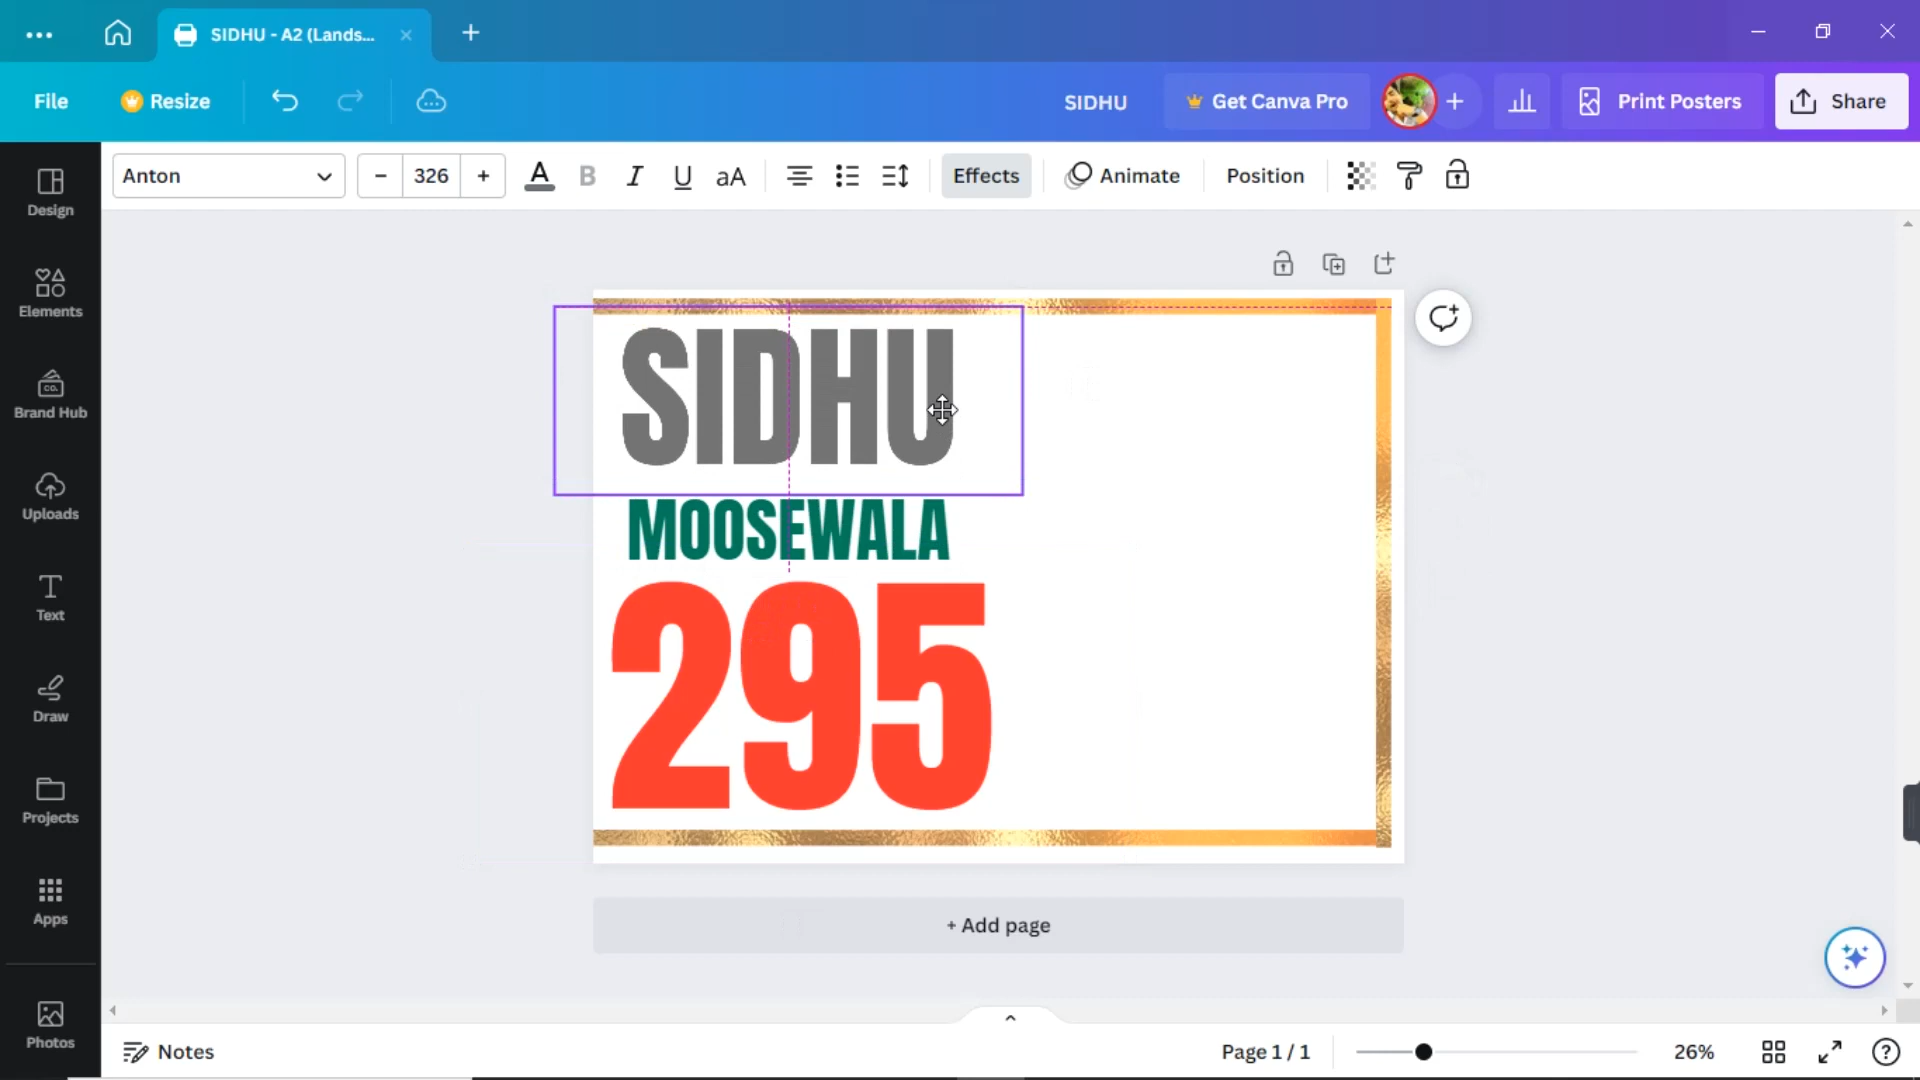 SIDHU - A2 (Lands...
File
Resize
SIDHU
Get Canva Pro
Print Posters
Share
Anton
326
A
B
I
U
aA
Effects
Animate
Position
Design
Elements
CO.
Brand Hub
Uploads
Text
Draw
Projects
Apps
Photos
SIDHU
MOOSEWALA
295
+ Add page
Notes
Page 1 / 1
26%